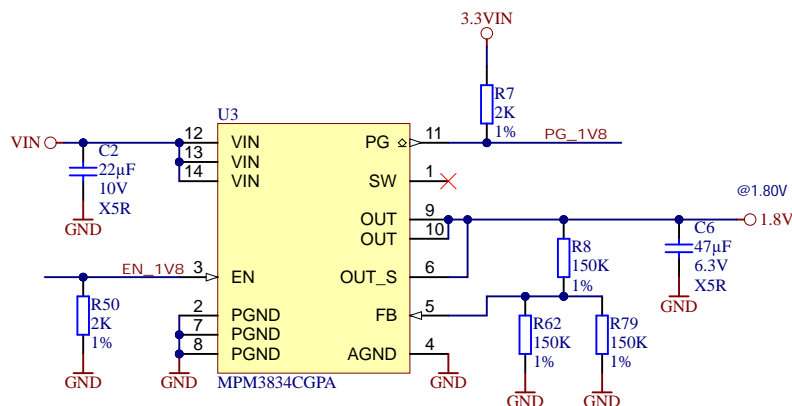 3.3VIN
R7
2K
1%
PG_1V8
U3
VIN
12 VIN PG 11
13 VIN
14 VIN SW 1
C2
22µF
10V
X5R
GND
@1.80V
OUT 9
OUT 10
1.8V
C6
47µF
6.3V
X5R
GND
R8
150K
1%
OUT_S 6
EN_1V8
3 EN
R50
2K
1%
GND
2 PGND FB 5
7 PGND
8 PGND AGND 4
R62
150K
1%
R79
150K
1%
GND
MPM3834CGPA
GND
GND
GND